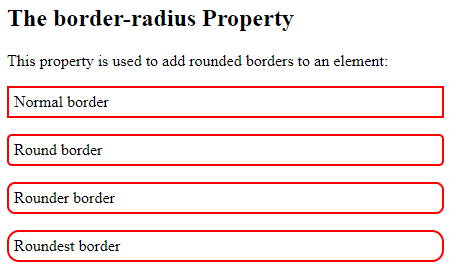 The border-radius Property
This property is used to add rounded borders to an element:
Normal border
Round border
Rounder border
Roundest border